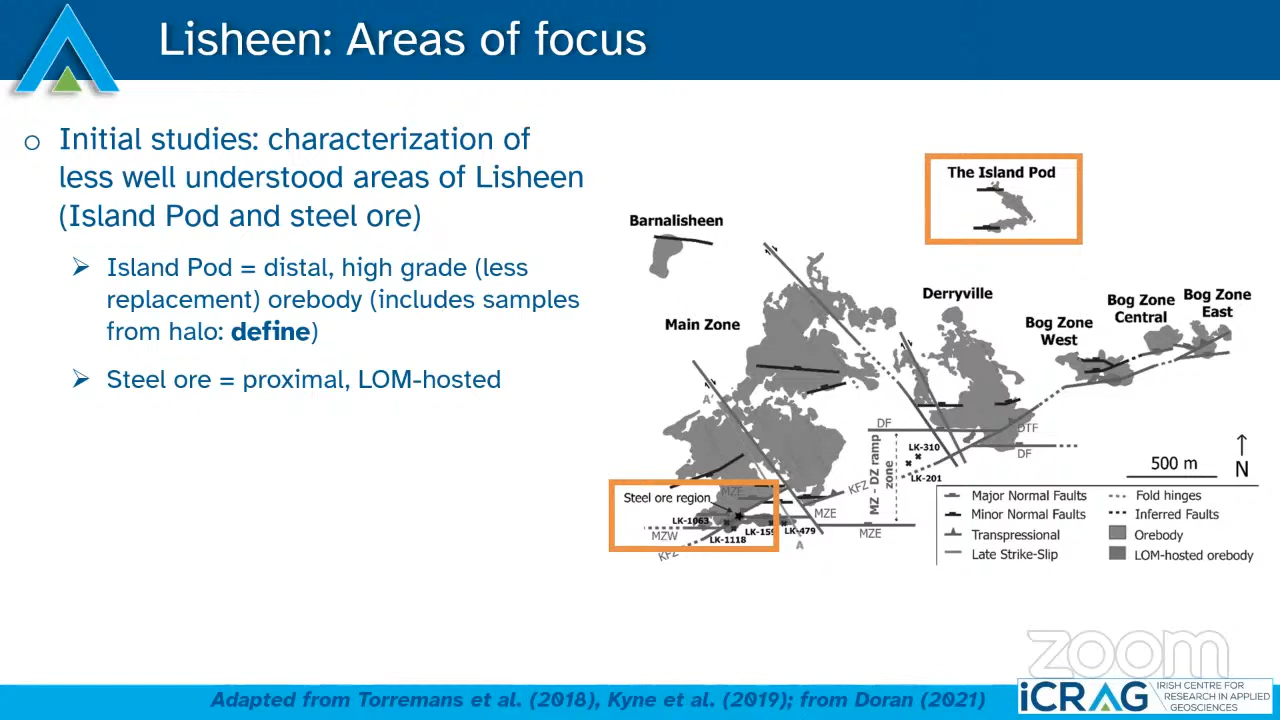 Lisheen: Areas of focus
Initial studies: characterization of
less well understood areas of Lisheen
(Island Pod and steel ore)
Island Pod = distal, high grade (less
replacement) orebody (includes samples
from halo: define)
Steel ore = proximal, LOM-hosted
The Island Pod
Barnalisheen
Main Zone
Derryville
Bog Zone
West
Bog Zone
Central
Bog Zone
East
A'
DF
DTF
DF
LK-310
LK-201
MZ - DZ ramp
zone
500 m
N
KFZ
MZE
Steel ore region
LK-1063
LK-1118
LK-159
LK-479
MZE
MZE
MZW
KFZ
A
Major Normal Faults
Minor Normal Faults
Transpressional
Late Strike-Slip
Fold hinges
Inferred Faults
Orebody
LOM-hosted orebody
zoom
Adapted from Torremans et al. (2018), Kyne et al. (2019); from Doran (2021)
iCRAG
IRISH CENTRE FOR
RESEARCH IN APPLIED
GEOSCIENCES